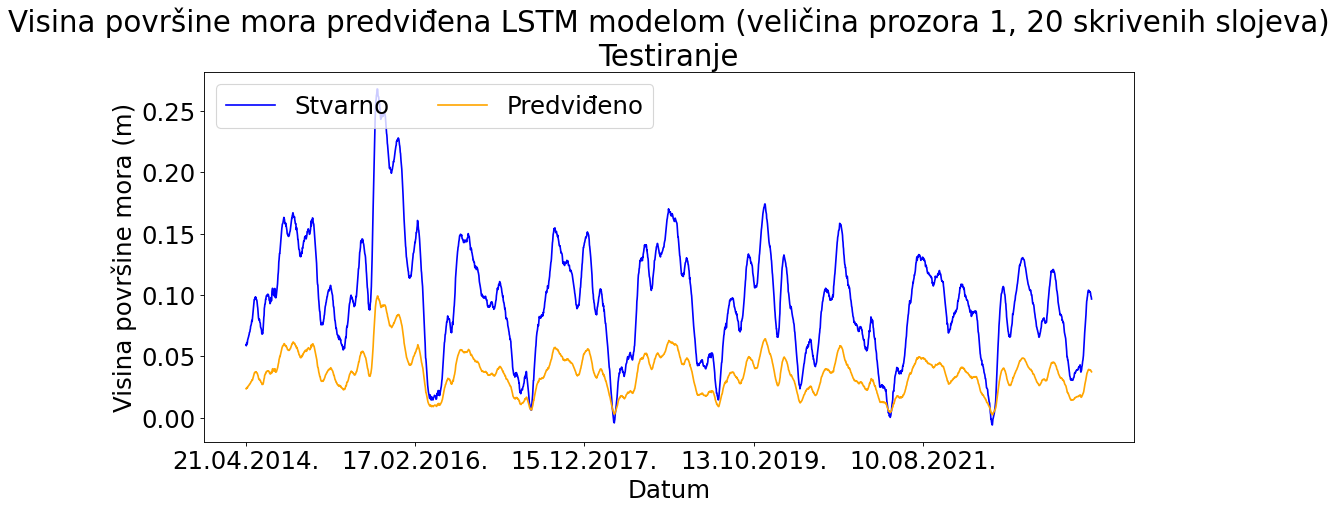 Visina površine mora predviđena LSTM modelom (veličina prozora 1, 20 skrivenih slojeva)
Testiranje
Stvarno
Predviđeno
Visina površine mora (m)
0.25
0.20
0.15
0.10
0.05
0.00
21.04.2014.
17.02.2016.
15.12.2017.
13.10.2019.
10.08.2021.
Datum